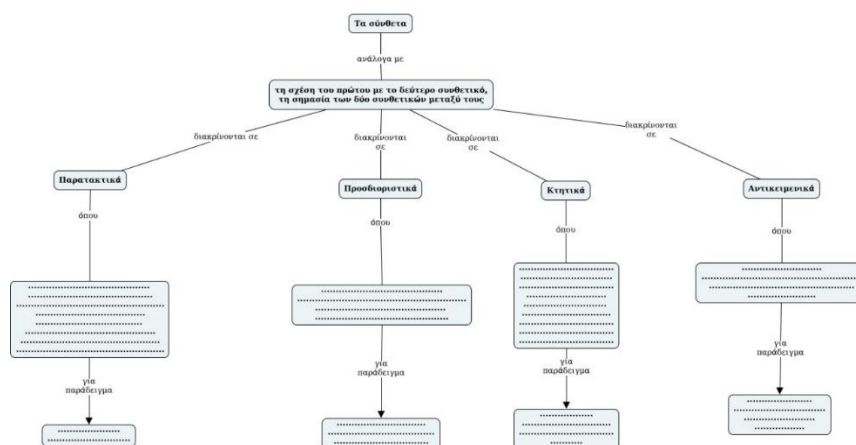 Τα σύνθετα
ανάλογα με
τη σχέση του πρώτου με το δεύτερο συνθετικό,
τη σημασία των δύο συνθετικών μεταξύ τους
διακρίνονται σε
διακρίνονται
σε
διακρίνονται
σε
διακρίνονται
σε
Παρατακτικά
Προσδιοριστικά
Κτητικά
Αντικειμενικά
όπου
όπου
όπου
όπου
για
παράδειγμα
για
παράδειγμα
για
παράδειγμα
για
παράδειγμα